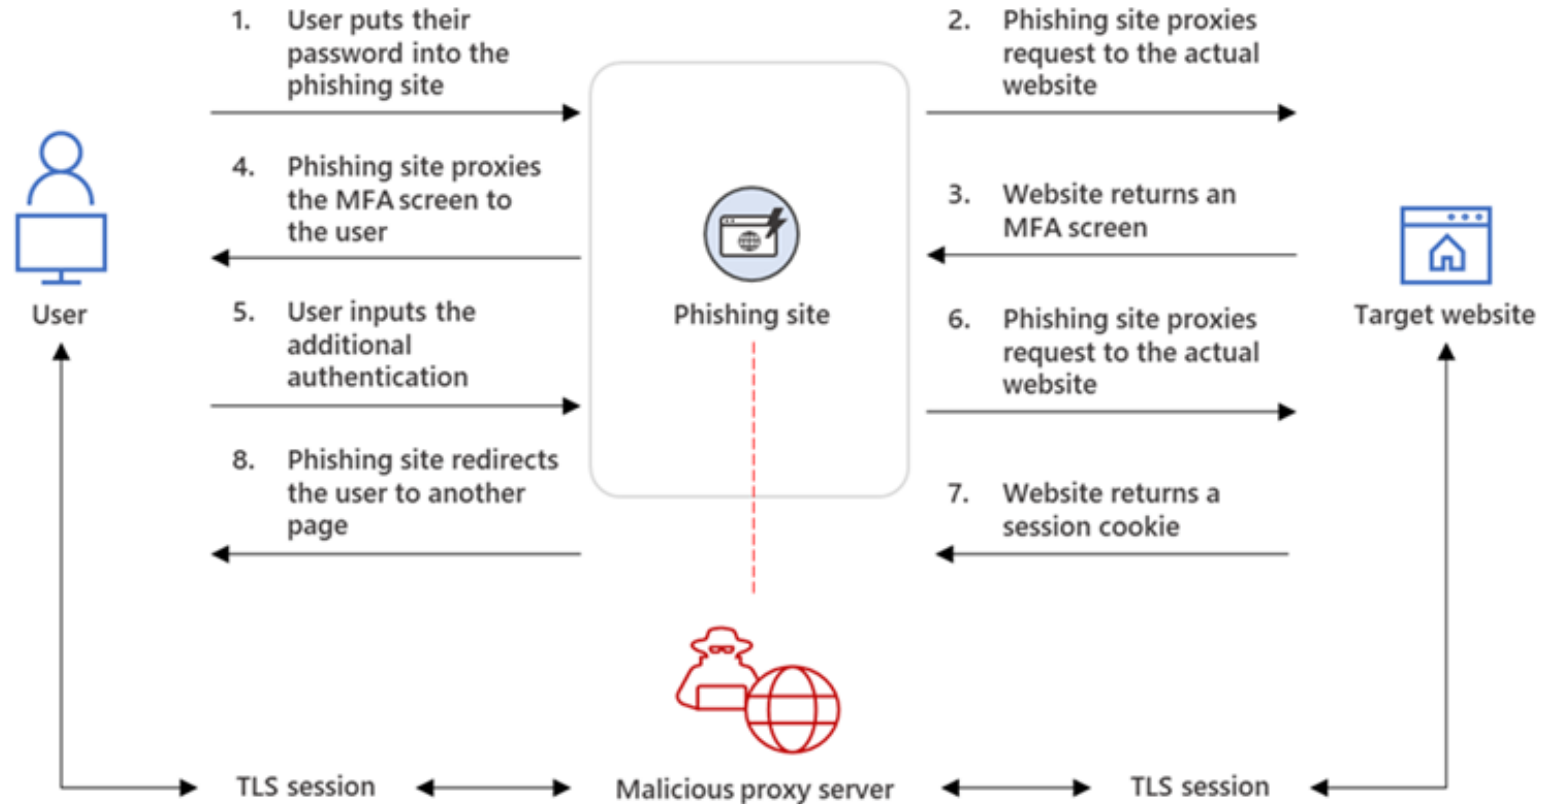 1. User puts their
password into the
phishing site
2. Phishing site proxies
request to the actual
website
4. Phishing site proxies
the MFA screen to
the user
3. Website returns an
MFA screen
User
Phishing site
Target website
5. User inputs the
additional
authentication
6. Phishing site proxies
request to the actual
website
8. Phishing site redirects
the user to another
page
7. Website returns a
session cookie
TLS session
Malicious proxy server
TLS session